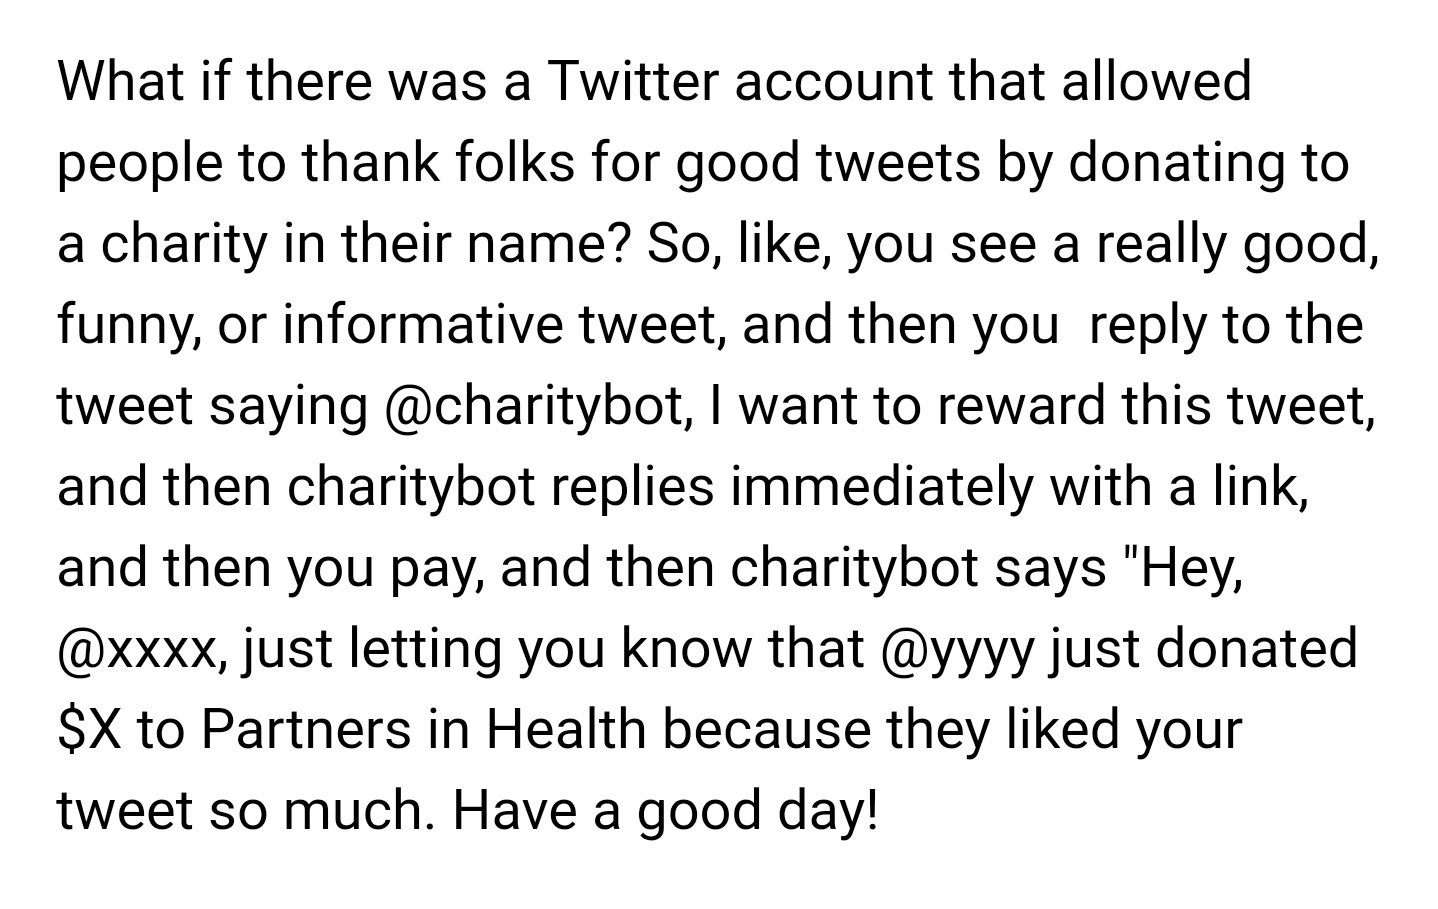 What if there was a Twitter account that allowed
people to thank folks for good tweets by donating to
a charity in their name? So, like, you see a really good,
funny, or informative tweet, and then you  reply to the
tweet saying @charitybot, I want to reward this tweet,
and then charitybot replies immediately with a link,
and then you pay, and then charitybot says "Hey,
@xxxx, just letting you know that @yyyy just donated
$X to Partners in Health because they liked your
tweet so much. Have a good day!